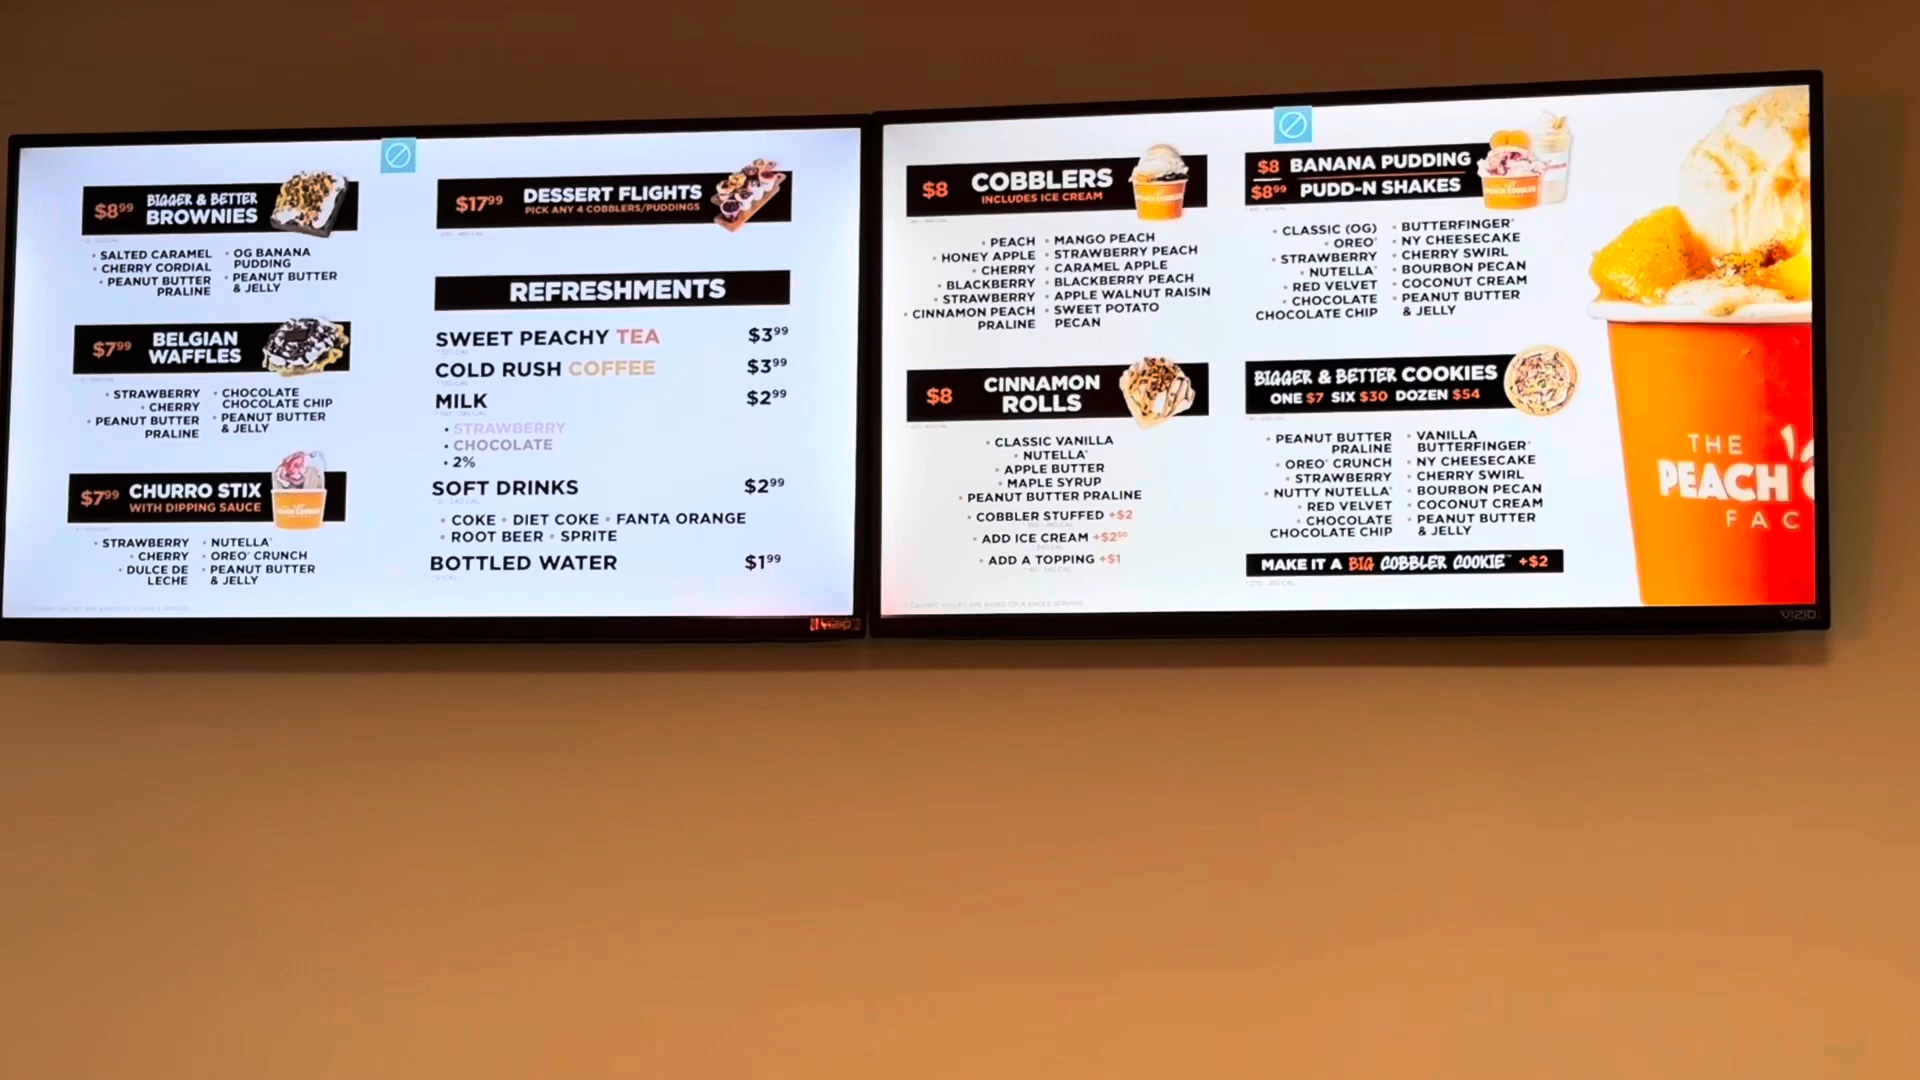 $8.99 BIGGER & BETTER
BROWNIES
• SALTED CARAMEL
• CHERRY CORDIAL
• PEANUT BUTTER
PRALINE
• OG BANANA
PUDDING
• PEANUT BUTTER
& JELLY
$7.99 BELGIAN
WAFFLES
• STRAWBERRY
• CHERRY
• PEANUT BUTTER
PRALINE
• CHOCOLATE
CHOCOLATE CHIP
• PEANUT BUTTER
& JELLY
$7.99 CHURRO STIX
WITH DIPPING SAUCE
• STRAWBERRY
• CHERRY
• DULCE DE
LECHE
• NUTELLA
• OREO CRUNCH
• PEANUT BUTTER
& JELLY
$17.99 DESSERT FLIGHTS
PICK ANY 4 COBBLERS/PUDDINGS
REFRESHMENTS
SWEET PEACHY TEA $3.99
COLD RUSH COFFEE $3.99
MILK $2.99
• STRAWBERRY
• CHOCOLATE
• 2%
SOFT DRINKS $2.99
• COKE • DIET COKE • FANTA ORANGE
• ROOT BEER • SPRITE
BOTTLED WATER $1.99
VIZIO
$8 COBBLERS
INCLUDES ICE CREAM
• PEACH
• HONEY APPLE
• CHERRY
• BLACKBERRY
• STRAWBERRY
• CINNAMON PEACH
PRALINE
• MANGO PEACH
• STRAWBERRY PEACH
• CARAMEL APPLE
• BLACKBERRY PEACH
• APPLE WALNUT RAISIN
• SWEET POTATO
PECAN
$8 CINNAMON
ROLLS
• CLASSIC VANILLA
• NUTELLA
• APPLE BUTTER
• MAPLE SYRUP
• PEANUT BUTTER PRALINE
• COBBLER STUFFED +$2
• ADD ICE CREAM +$2.50
• ADD A TOPPING +$1
CALORIC VALUES ARE BASED ON A SINGLE SERVING
$8 BANANA PUDDING
$8.99 PUDD-N SHAKES
• CLASSIC (OG)
• OREO
• STRAWBERRY
• NUTELLA
• RED VELVET
• CHOCOLATE
CHOCOLATE CHIP
• BUTTERFINGER
• NY CHEESECAKE
• CHERRY SWIRL
• BOURBON PECAN
• COCONUT CREAM
• PEANUT BUTTER
& JELLY
BIGGER & BETTER COOKIES
ONE $7 SIX $30 DOZEN $54
• PEANUT BUTTER
PRALINE
• OREO CRUNCH
• STRAWBERRY
• NUTTY NUTELLA
• RED VELVET
• CHOCOLATE
CHOCOLATE CHIP
• VANILLA
BUTTERFINGER
• NY CHEESECAKE
• CHERRY SWIRL
• BOURBON PECAN
• COCONUT CREAM
• PEANUT BUTTER
& JELLY
MAKE IT A BIG COBBLER COOKIE™ +$2
THE
PEACH C
FAC
VIZIO